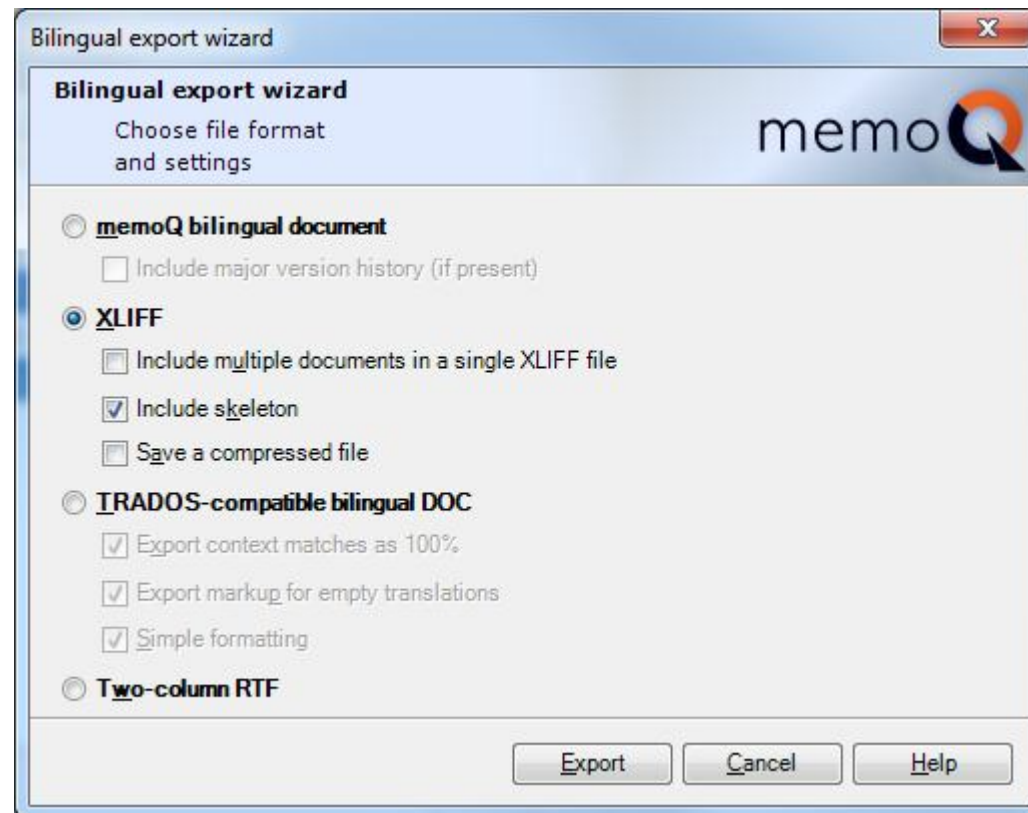 Bilingual export wizard
Bilingual export wizard
Choose file format
and settings
memoQ
memoQ bilingual document
Include major version history (if present)
XLIFF
Include multiple documents in a single XLIFF file
Include skeleton
Save a compressed file
TRADOS-compatible bilingual DOC
Export context matches as 100%
Export markup for empty translations
Simple formatting
Two-column RTF
Export Cancel Help